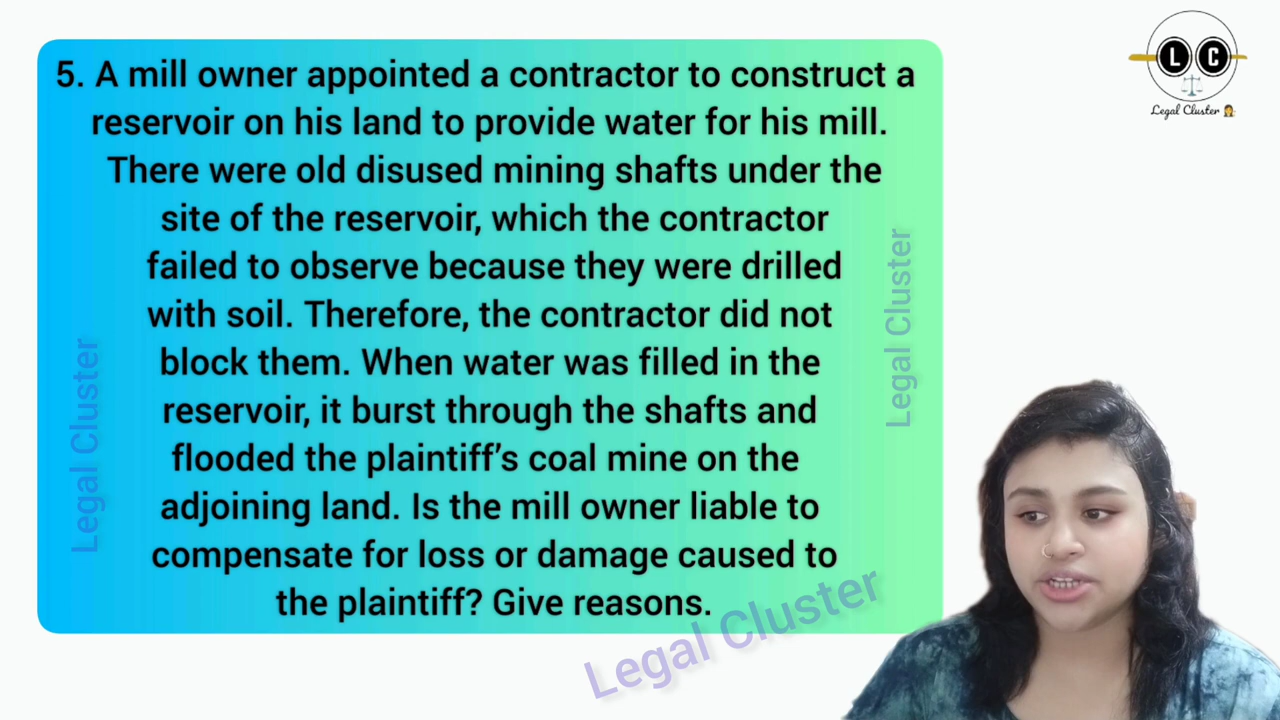 5. A mill owner appointed a contractor to construct a
reservoir on his land to provide water for his mill.
There were old disused mining shafts under the
site of the reservoir, which the contractor
failed to observe because they were drilled
with soil. Therefore, the contractor did not
block them. When water was filled in the
reservoir, it burst through the shafts and
flooded the plaintiff’s coal mine on the
adjoining land. Is the mill owner liable to
compensate for loss or damage caused to
the plaintiff? Give reasons.
Legal Cluster
Legal Cluster
Legal Cluster
L C
Legal Cluster